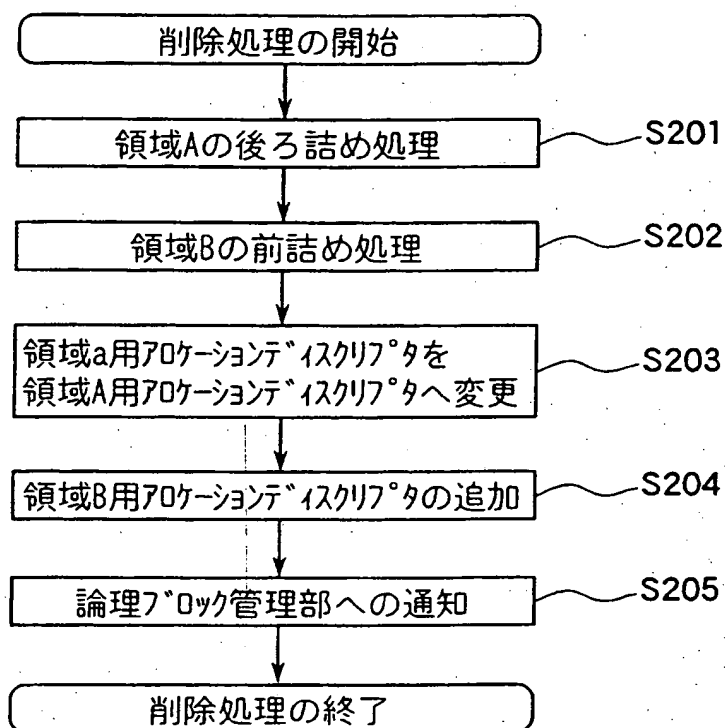 削除処理の開始
領域Aの後ろ詰め処理
S201
領域Bの前詰め処理
S202
領域a用ｱﾛｹｰｼｮﾝﾃﾞｨｽｸﾘﾌﾟﾀを
領域A用ｱﾛｹｰｼｮﾝﾃﾞｨｽｸﾘﾌﾟﾀへ変更
S203
領域B用ｱﾛｹｰｼｮﾝﾃﾞｨｽｸﾘﾌﾟﾀの追加
S204
論理ﾌﾞﾛｯｸ管理部への通知
S205
削除処理の終了